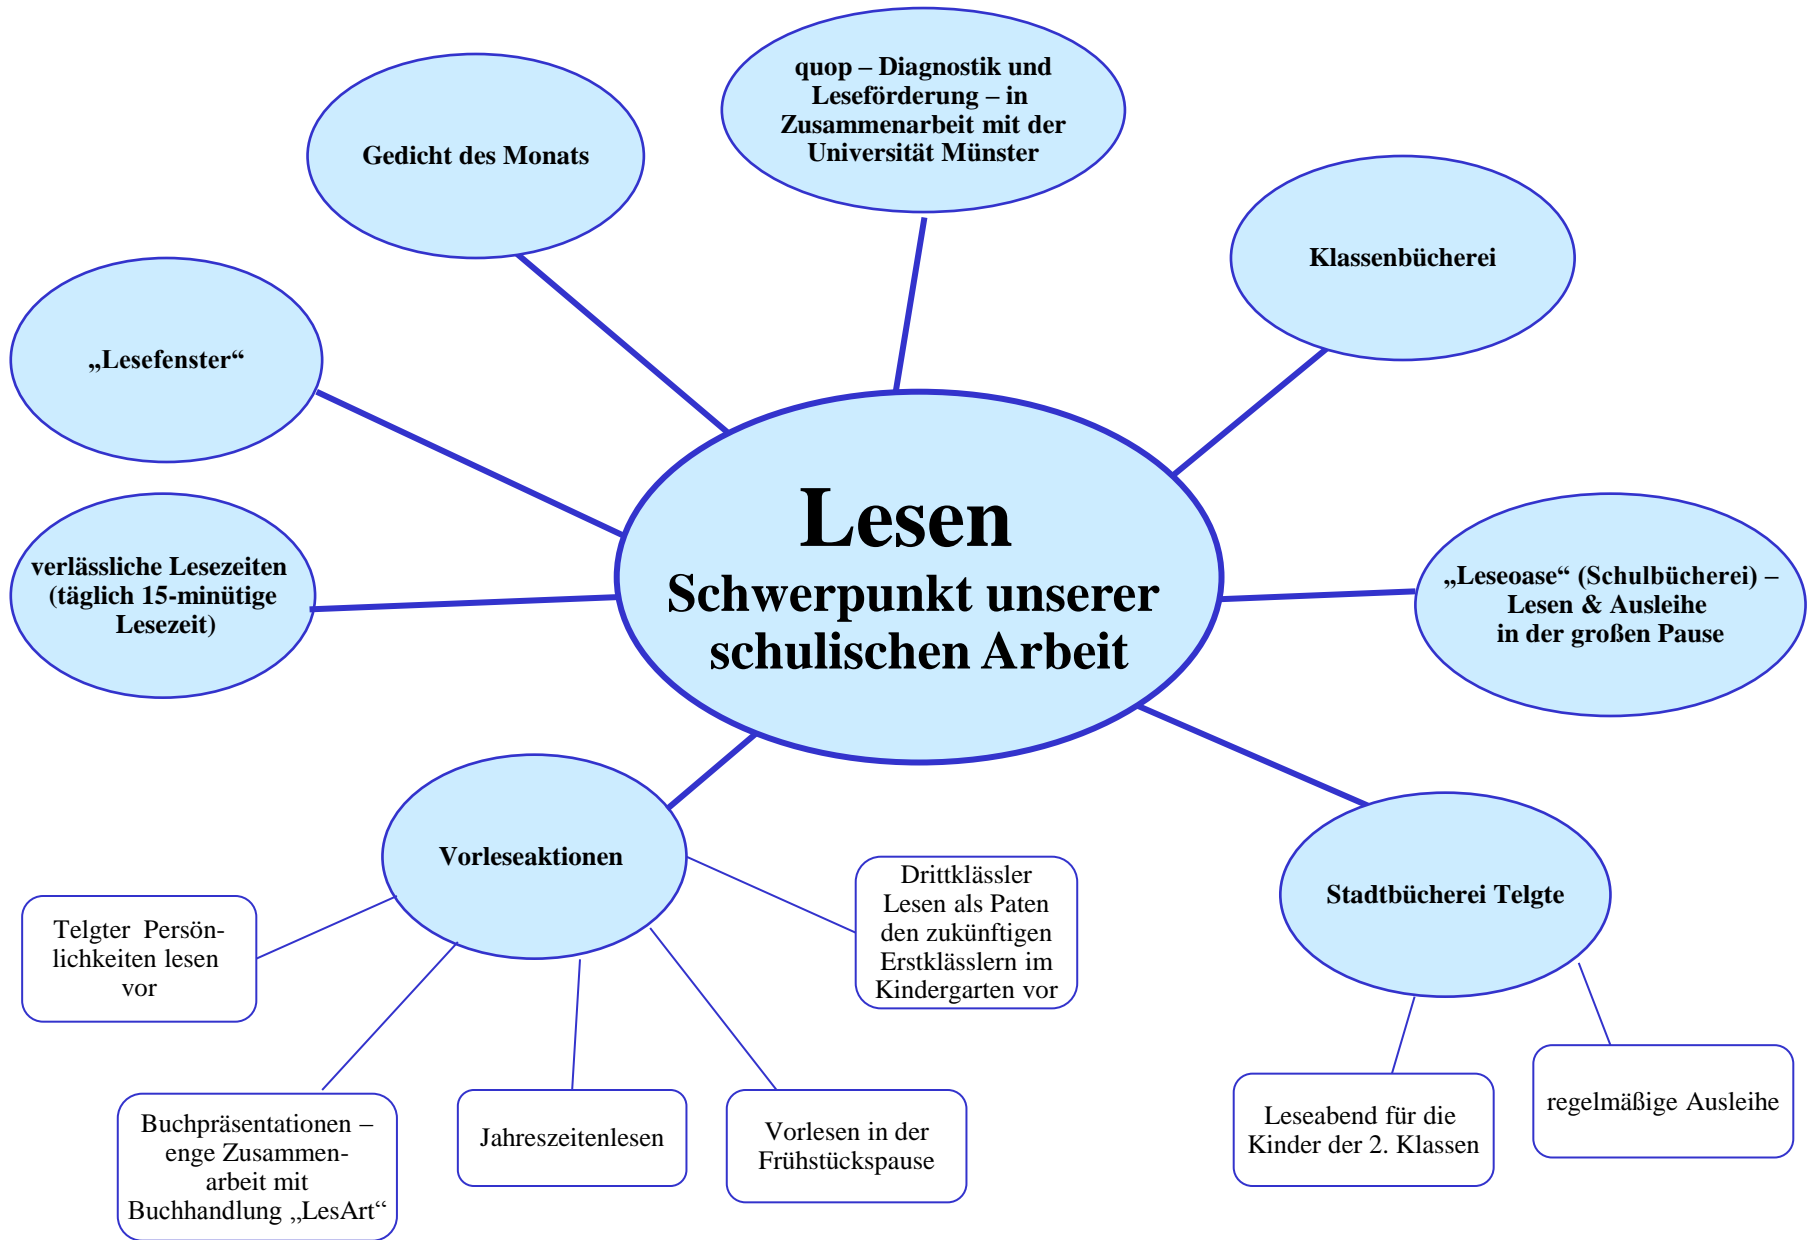 quop – Diagnostik und
Leseförderung – in
Zusammenarbeit mit der
Universität Münster
Gedicht des Monats
Klassenbücherei
„Lesefenster“
Lesen
Schwerpunkt unserer
schulischen Arbeit
verlässliche Lesezeiten
(täglich 15-minütige
Lesezeit)
„Leseoase“ (Schulbücherei) –
Lesen & Ausleihe
in der großen Pause
Vorleseaktionen
Stadtbücherei Telgte
Telgter Persön-
lichkeiten lesen
vor
Drittklässler
Lesen als Paten
den zukünftigen
Erstklässlern im
Kindergarten vor
Buchpräsentationen –
enge Zusammen-
arbeit mit
Buchhandlung „LesArt“
Jahreszeitenlesen
Vorlesen in der
Frühstückspause
Leseabend für die
Kinder der 2. Klassen
regelmäßige Ausleihe